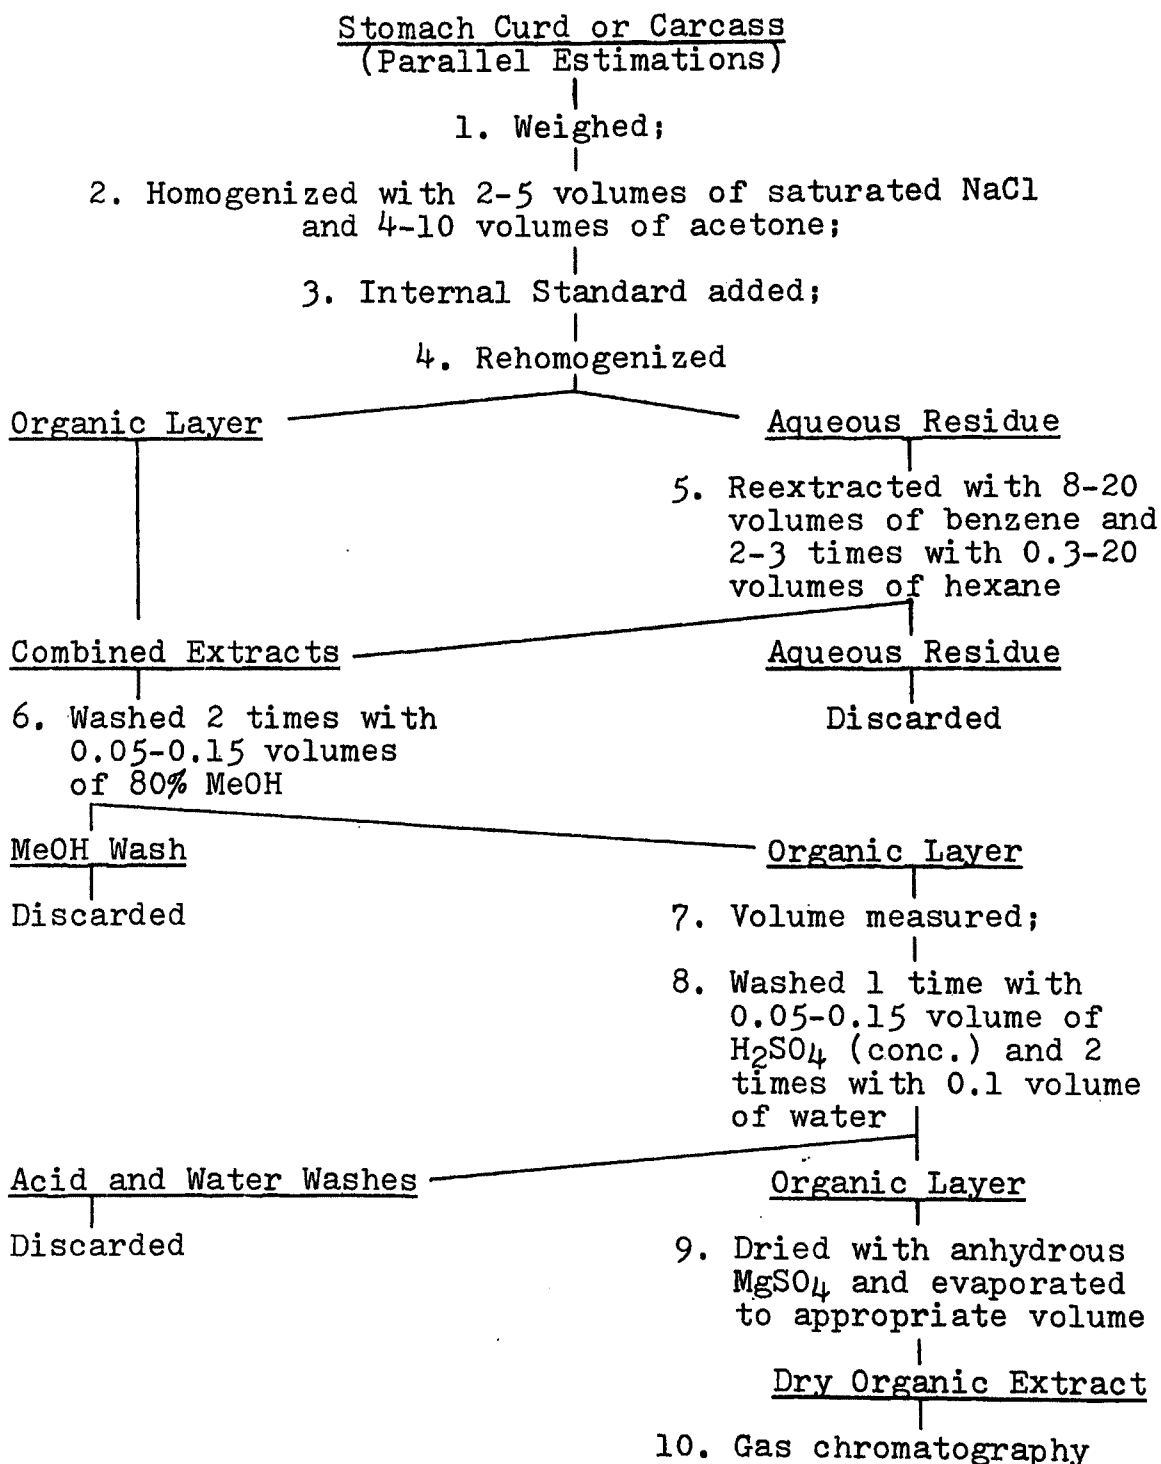 Stomach Curd or Carcass
(Parallel Estimations)
1. Weighed;
2. Homogenized with 2-5 volumes of saturated NaCl
and 4-10 volumes of acetone;
3. Internal Standard added;
4. Rehomogenized
Organic Layer
Aqueous Residue
5. Reextracted with 8-20
volumes of benzene and
2-3 times with 0.3-20
volumes of hexane
Combined Extracts
Aqueous Residue
6. Washed 2 times with
0.05-0.15 volumes
of 80% MeOH
Discarded
MeOH Wash
Organic Layer
Discarded
7. Volume measured;
8. Washed 1 time with
0.05-0.15 volume of
H₂SO₄ (conc.) and 2
times with 0.1 volume
of water
Acid and Water Washes
Organic Layer
Discarded
9. Dried with anhydrous
MgSO₄ and evaporated
to appropriate volume
Dry Organic Extract
10. Gas chromatography